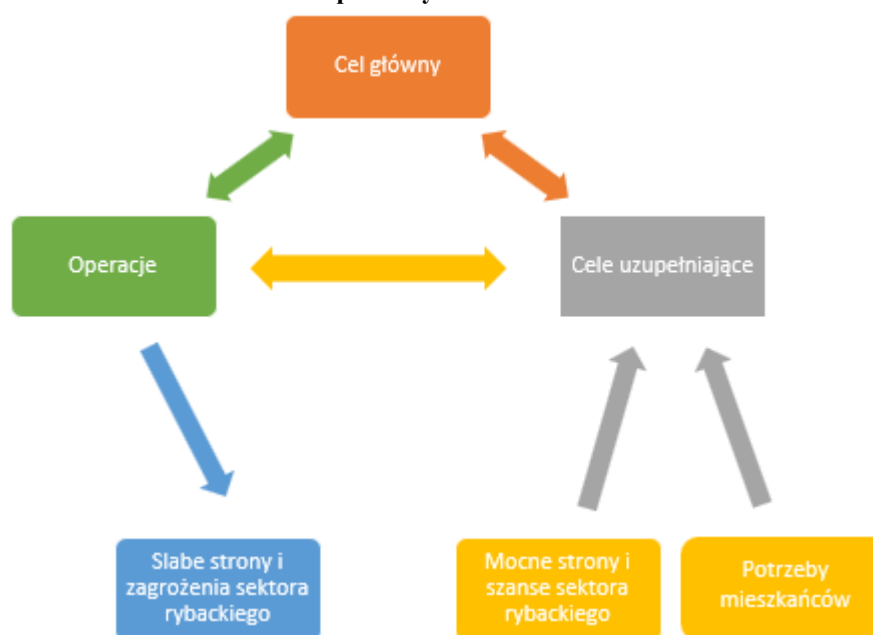 Cel główny
Operacje
Cele uzupełniające
Słabe strony i
zagrożenia sektora
rybackiego
Mocne strony i
szanse sektora
rybackiego
Potrzeby
mieszkańców